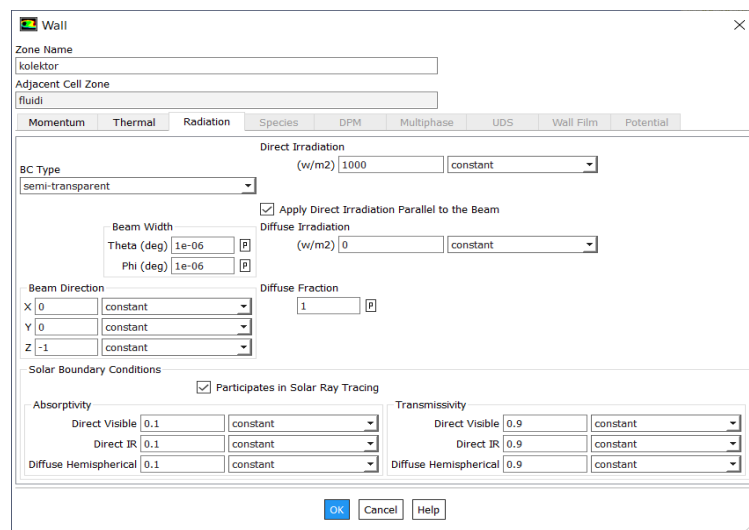 Wall
Zone Name
kolektor
Adjacent Cell Zone
fluidi
Momentum Thermal Radiation Species DPM Multiphase UDS Wall Film Potential
BC Type
semi-transparent
Direct Irradiation
(w/m2) 1000 constant
Apply Direct Irradiation Parallel to the Beam
Beam Width
Theta (deg) 1e-06 P
Phi (deg) 1e-06 P
Diffuse Irradiation
(w/m2) 0 constant
Beam Direction
X 0 constant
Y 0 constant
Z -1 constant
Diffuse Fraction
1 P
Solar Boundary Conditions
Participates in Solar Ray Tracing
Absorptivity
Direct Visible 0.1 constant
Direct IR 0.1 constant
Diffuse Hemispherical 0.1 constant
Transmissivity
Direct Visible 0.9 constant
Direct IR 0.9 constant
Diffuse Hemispherical 0.9 constant
OK Cancel Help